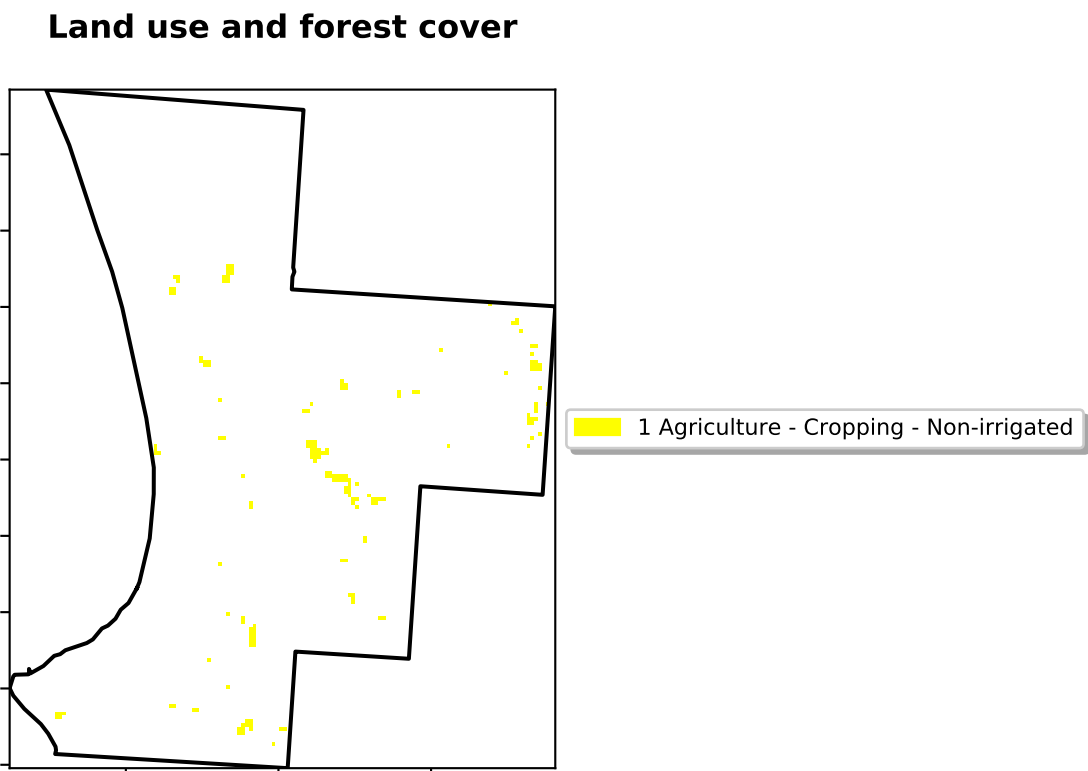 Land use and forest cover
1 Agriculture - Cropping - Non-irrigated